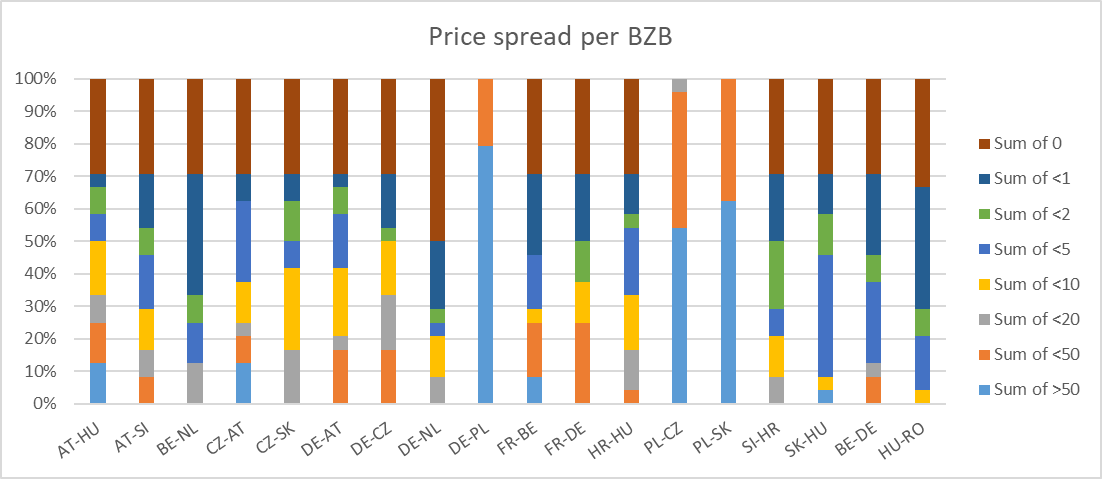 Price spread per BZB
100%
90%
80%
70%
60%
50%
40%
30%
20%
10%
0%
AT-HU
AT-SI
BE-NL
CZ-AT
CZ-SK
DE-AT
DE-CZ
DE-NL
DE-PL
FR-BE
FR-DE
HR-HU
PL-CZ
PL-SK
SI-HR
SK-HU
BE-DE
HU-RO
Sum of 0
Sum of <1
Sum of <2
Sum of <5
Sum of <10
Sum of <20
Sum of <50
Sum of >50